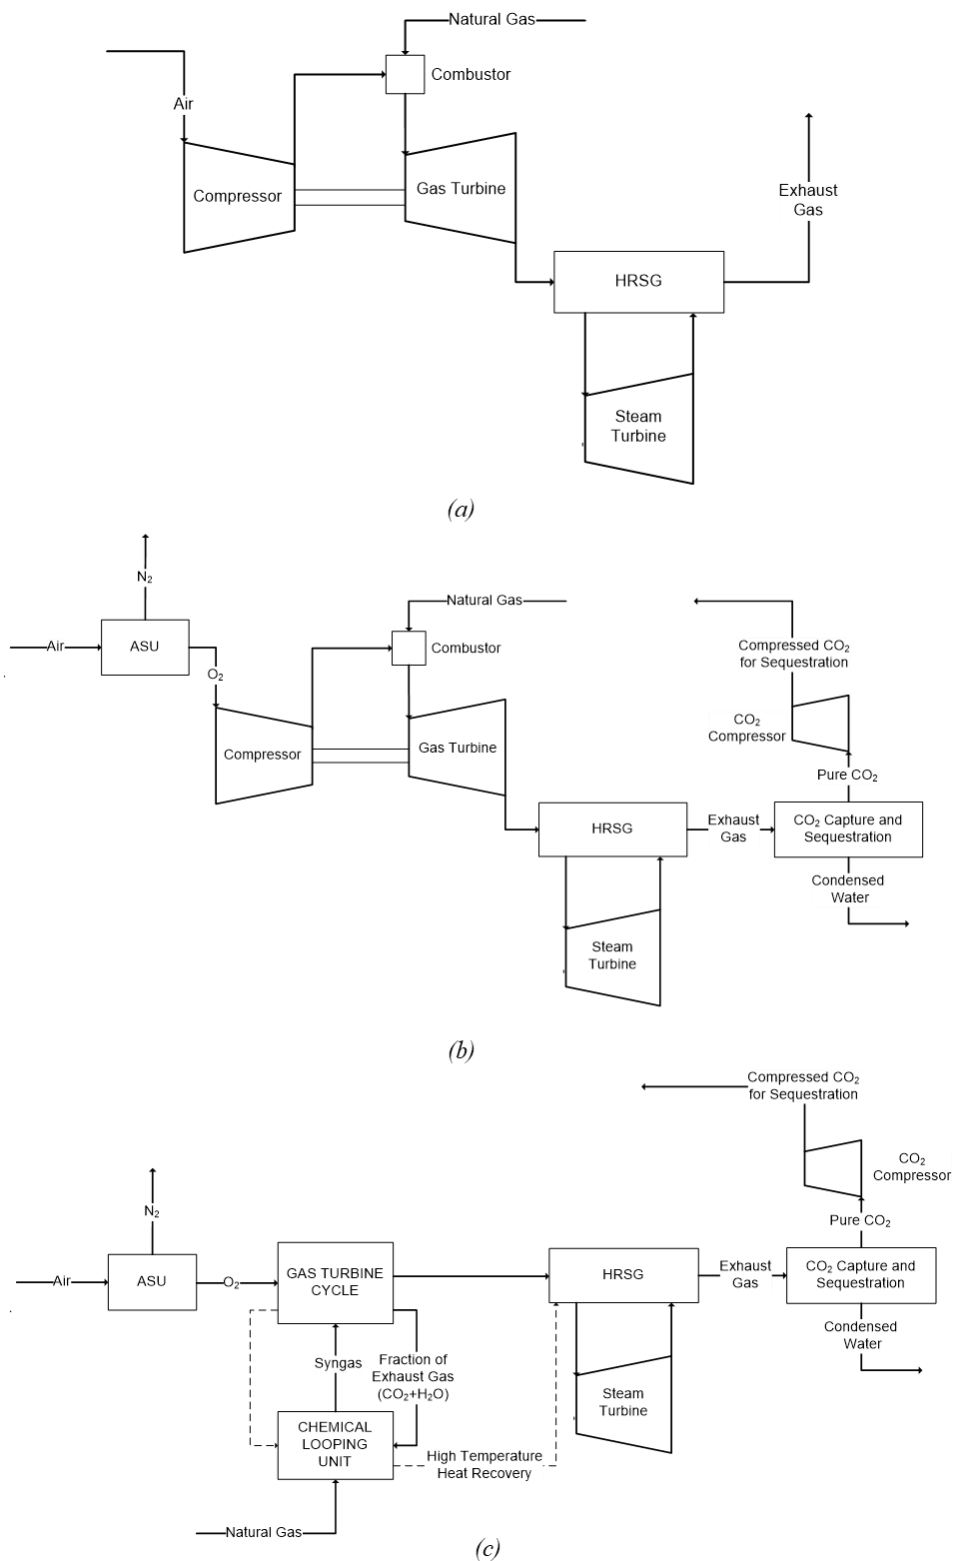 Natural Gas
Combustor
Air
Compressor
Gas Turbine
Exhaust
Gas
HRSG
Steam
Turbine
(a)
N₂
Air
ASU
O₂
Natural Gas
Combustor
Compressor
Gas Turbine
Compressed CO₂
for Sequestration
CO₂
Compressor
Pure CO₂
HRSG
Exhaust
Gas
CO₂ Capture and
Sequestration
Condensed
Water
Steam
Turbine
(b)
Compressed CO₂
for Sequestration
CO₂
Compressor
Pure CO₂
N₂
Air
ASU
O₂
GAS TURBINE
CYCLE
HRSG
Exhaust
Gas
CO₂ Capture and
Sequestration
Condensed
Water
Syngas
Fraction of
Exhaust Gas
(CO₂+H₂O)
Steam
Turbine
CHEMICAL
LOOPING
UNIT
High Temperature
Heat Recovery
Natural Gas
(c)